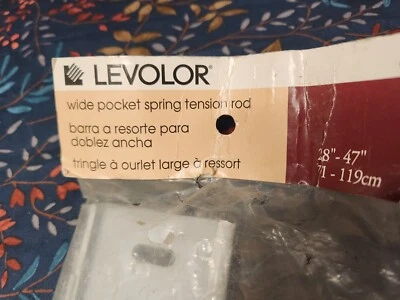 LEVOLOR®
wide pocket spring tension rod
barra a resorte para
doblez ancha
tringle à ourlet large à ressort
28" - 47"
71 - 119cm